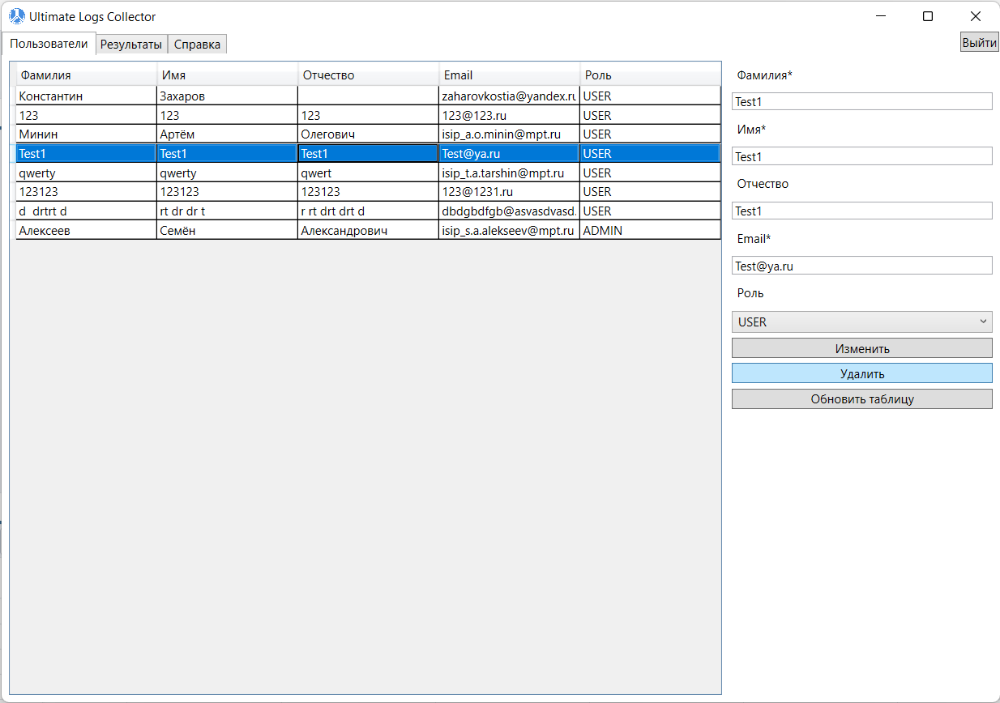 Ultimate Logs Collector
Пользователи Результаты Справка Выйти
Фамилия Имя Отчество Email Роль
Константин Захаров zaharovkostia@yandex.ru USER
123 123 123 123@123.ru USER
Минин Артём Олегович isip_a.o.minin@mpt.ru USER
Test1 Test1 Test1 Test@ya.ru USER
qwerty qwerty qwert isip_t.a.tarshin@mpt.ru USER
123123 123123 123123 123@1231.ru USER
d drtrt d rt dr dr t r rt drt drt d dbdgbdfgb@asvasdvasd. USER
Алексеев Семён Александрович isip_s.a.alekseev@mpt.ru ADMIN
Фамилия*
Test1
Имя*
Test1
Отчество
Test1
Email*
Test@ya.ru
Роль
USER
Изменить
Удалить
Обновить таблицу